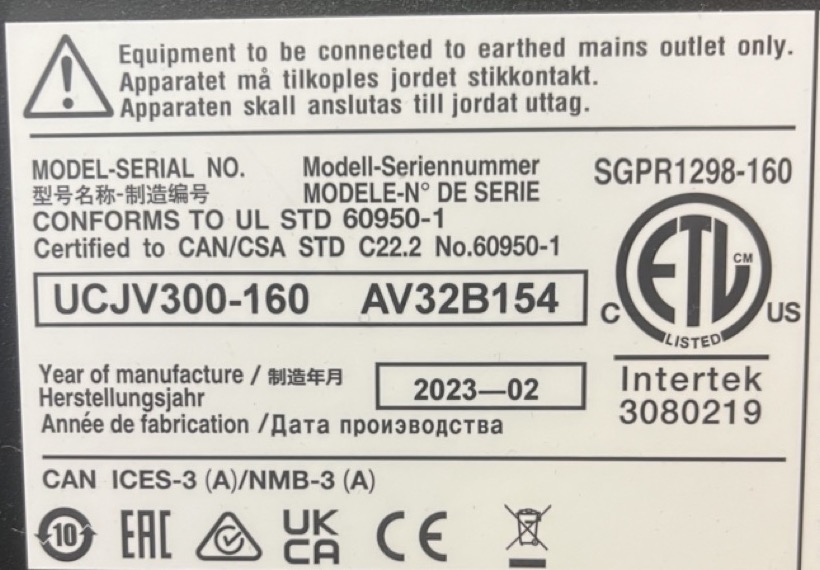 Equipment to be connected to earthed mains outlet only.
Apparatet må tilkoples jordet stikkontakt.
Apparaten skall anslutas till jordat uttag.
MODEL-SERIAL NO. Modell-Seriennummer SGPR1298-160
型号名称-制造编号 MODELE-N° DE SERIE
CONFORMS TO UL STD 60950-1
Certified to CAN/CSA STD C22.2 No.60950-1
UCJV300-160 AV32B154
ETL CM
C US
LISTED
Intertek
3080219
Year of manufacture / 制造年月
Herstellungsjahr
2023—02
Année de fabrication /Дата производства
CAN ICES-3 (A)/NMB-3 (A)
10 EAC UK CA CE